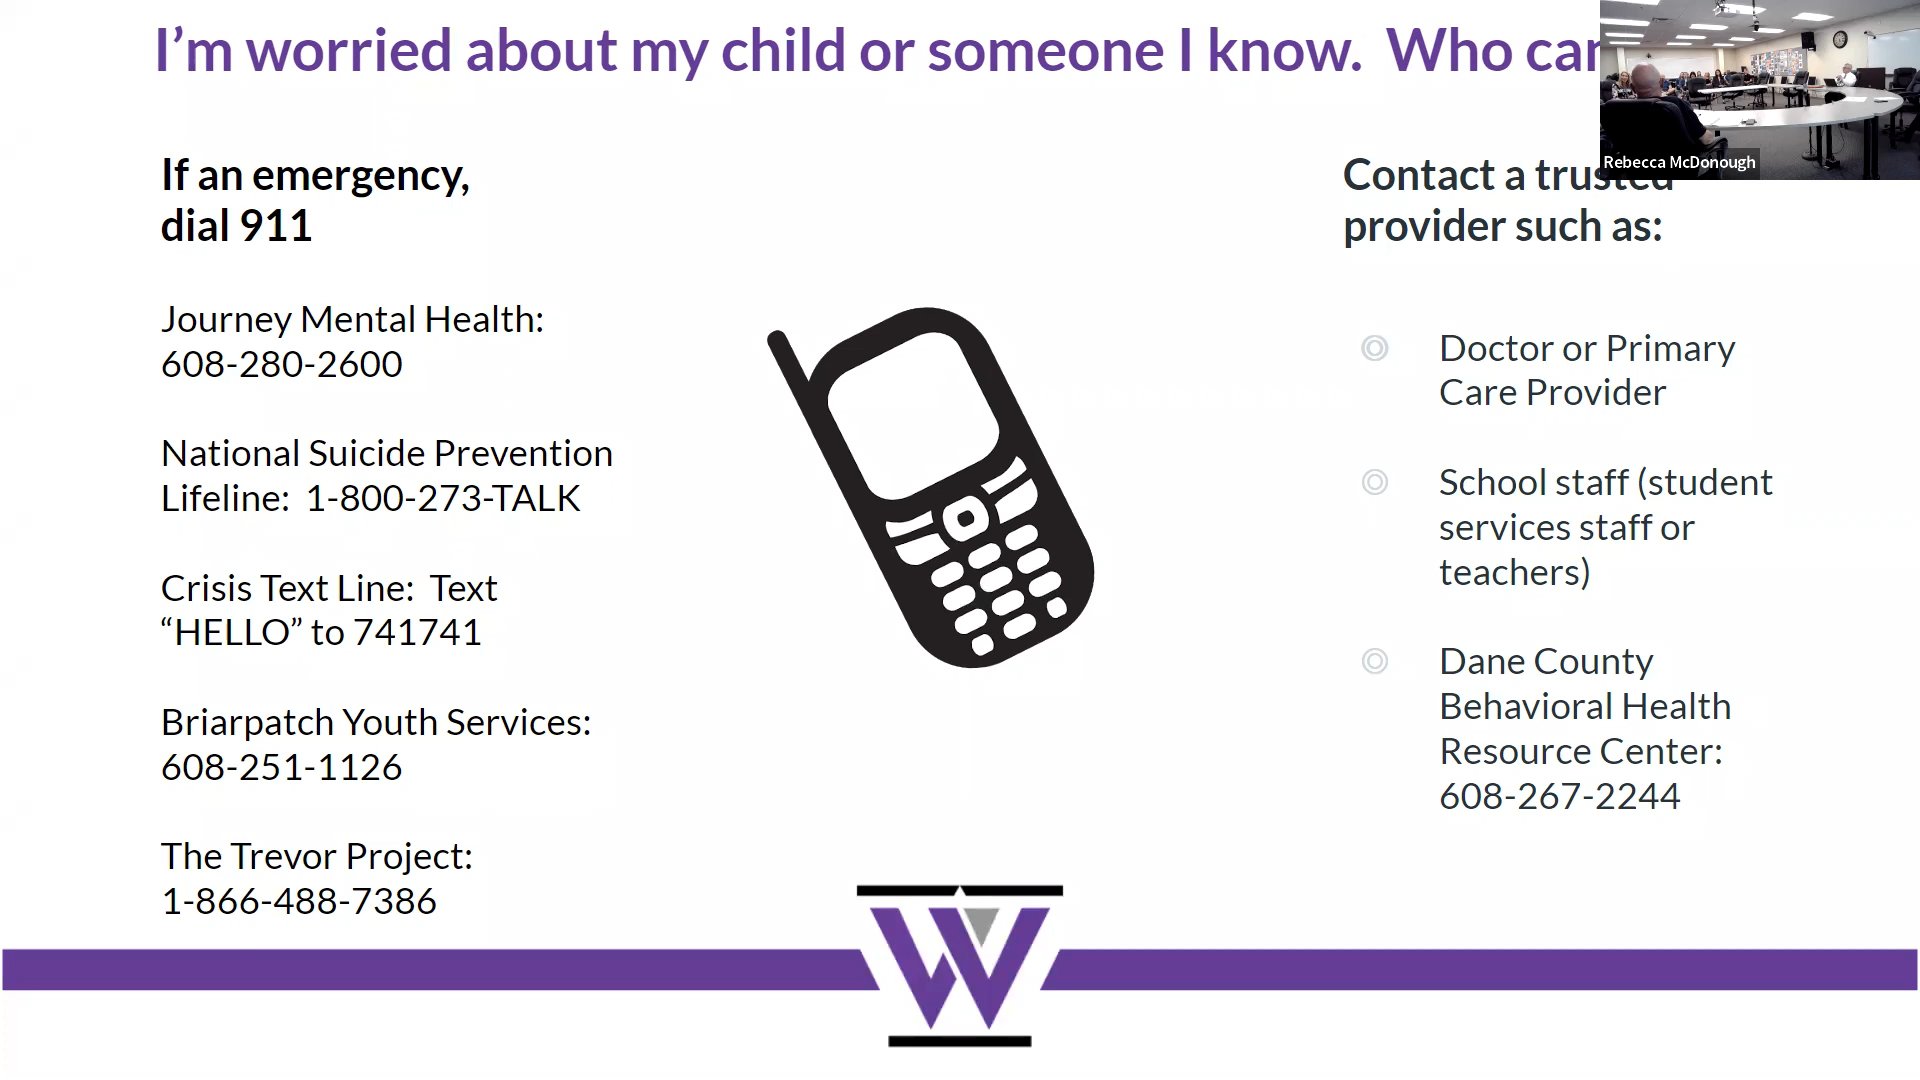 I’m worried about my child or someone I know.  Who can
Rebecca McDonough
If an emergency,
dial 911
Journey Mental Health:
608-280-2600
National Suicide Prevention
Lifeline:  1-800-273-TALK
Crisis Text Line:  Text
“HELLO” to 741741
Briarpatch Youth Services:
608-251-1126
The Trevor Project:
1-866-488-7386
Contact a trusted
provider such as:
Doctor or Primary
Care Provider
School staff (student
services staff or
teachers)
Dane County
Behavioral Health
Resource Center:
608-267-2244
W